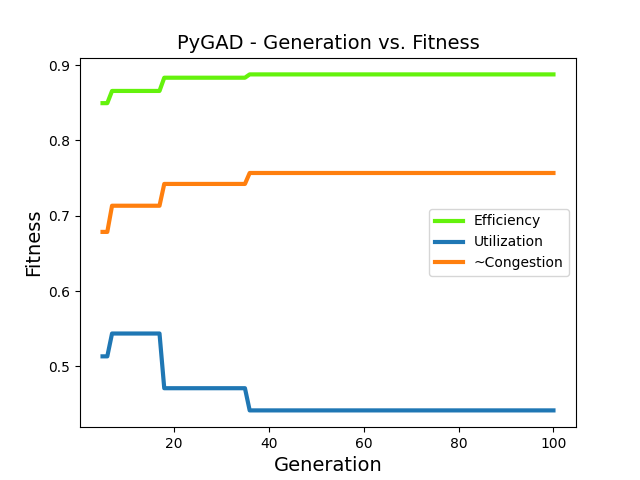 PyGAD - Generation vs. Fitness
0.9
0.8
0.7
0.6
0.5
Fitness
Efficiency
Utilization
~Congestion
20 40 60 80 100
Generation